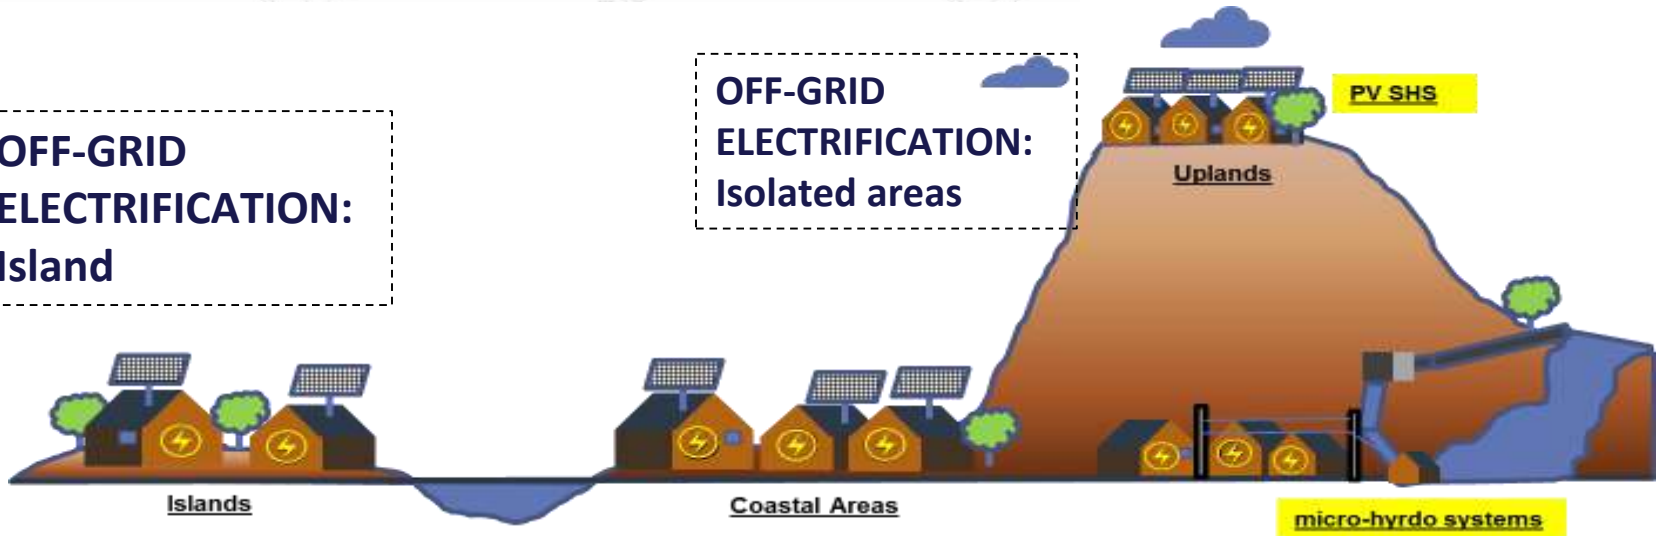 OFF-GRID
ELECTRIFICATION:
Island
OFF-GRID
ELECTRIFICATION:
Isolated areas
PV SHS
Uplands
Islands
Coastal Areas
micro-hyrdo systems